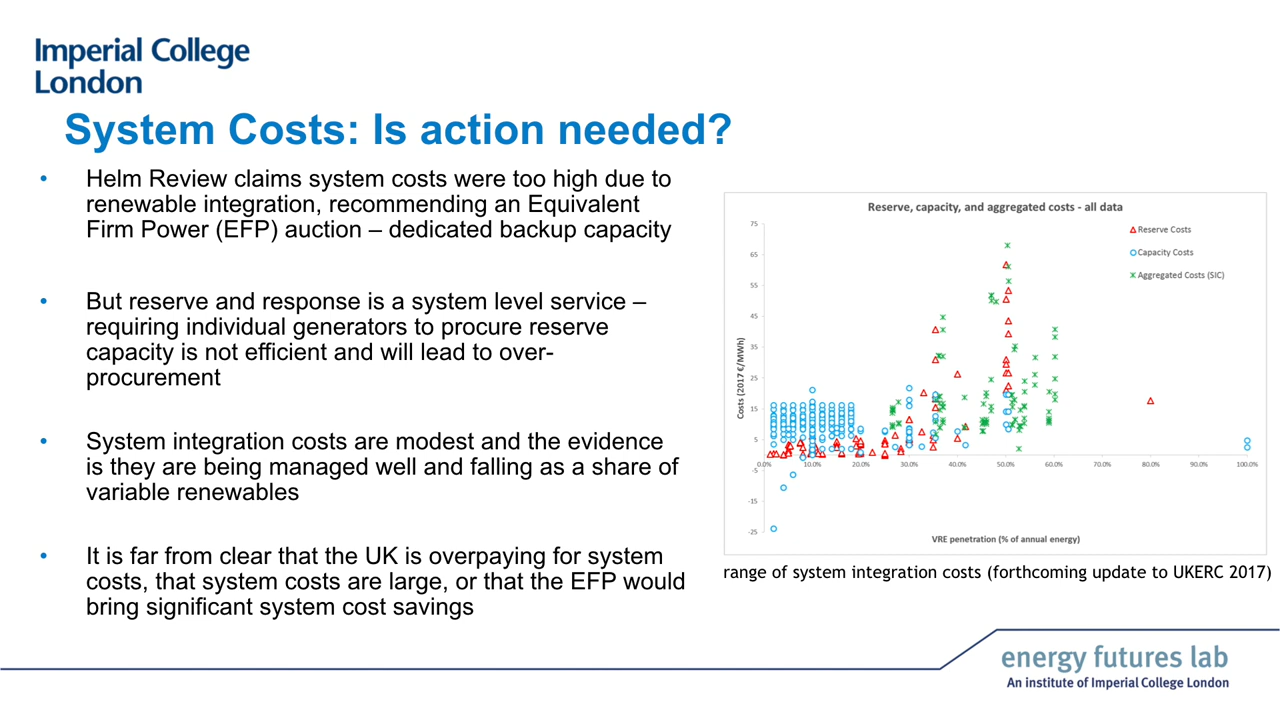 Imperial College
London
System Costs: Is action needed?
• Helm Review claims system costs were too high due to
renewable integration, recommending an Equivalent
Firm Power (EFP) auction – dedicated backup capacity
• But reserve and response is a system level service –
requiring individual generators to procure reserve
capacity is not efficient and will lead to over-
procurement
• System integration costs are modest and the evidence
is they are being managed well and falling as a share of
variable renewables
• It is far from clear that the UK is overpaying for system
costs, that system costs are large, or that the EFP would
bring significant system cost savings
Reserve, capacity, and aggregated costs - all data
Reserve Costs
Capacity Costs
Aggregated Costs (SIC)
Costs (2017 €/MWh)
75
65
55
45
35
25
15
5
-5
-15
-25
0.0% 10.0% 20.0% 30.0% 40.0% 50.0% 60.0% 70.0% 80.0% 90.0% 100.0%
VRE penetration (% of annual energy)
range of system integration costs (forthcoming update to UKERC 2017)
energy futures lab
An institute of Imperial College London